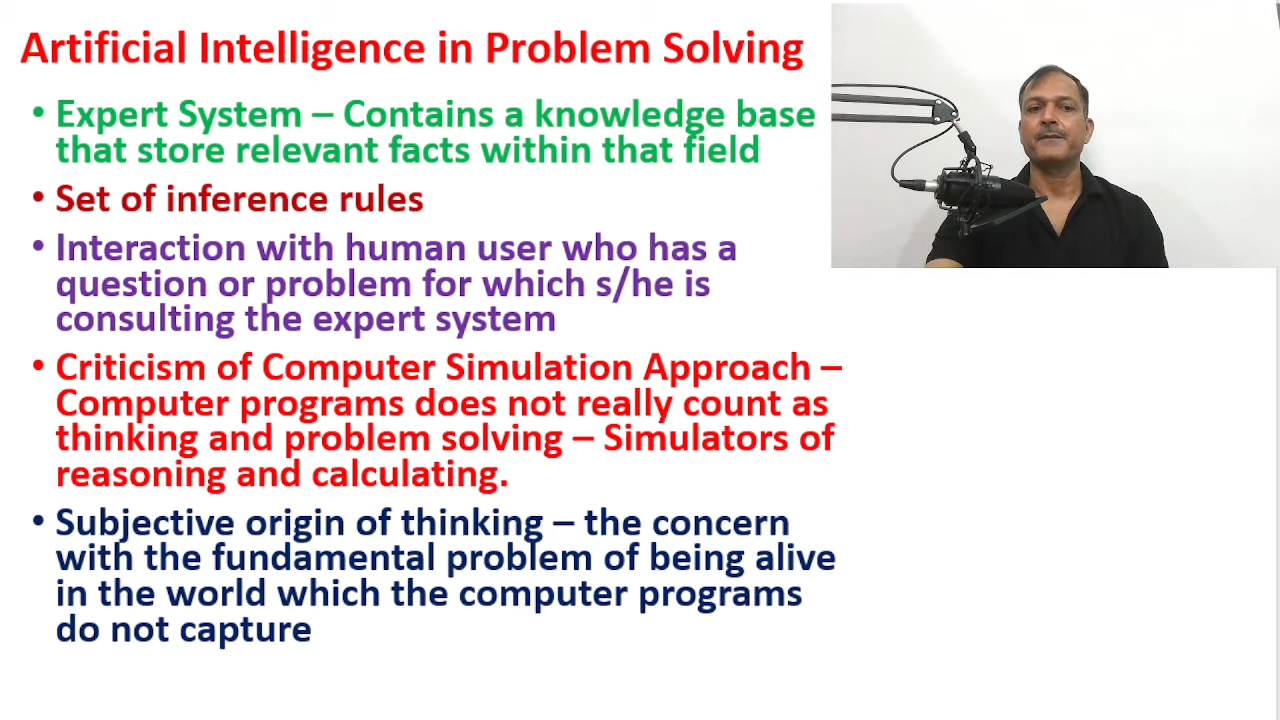 Artificial Intelligence in Problem Solving
• Expert System – Contains a knowledge base
that store relevant facts within that field
• Set of inference rules
• Interaction with human user who has a
question or problem for which s/he is
consulting the expert system
• Criticism of Computer Simulation Approach –
Computer programs does not really count as
thinking and problem solving – Simulators of
reasoning and calculating.
• Subjective origin of thinking – the concern
with the fundamental problem of being alive
in the world which the computer programs
do not capture